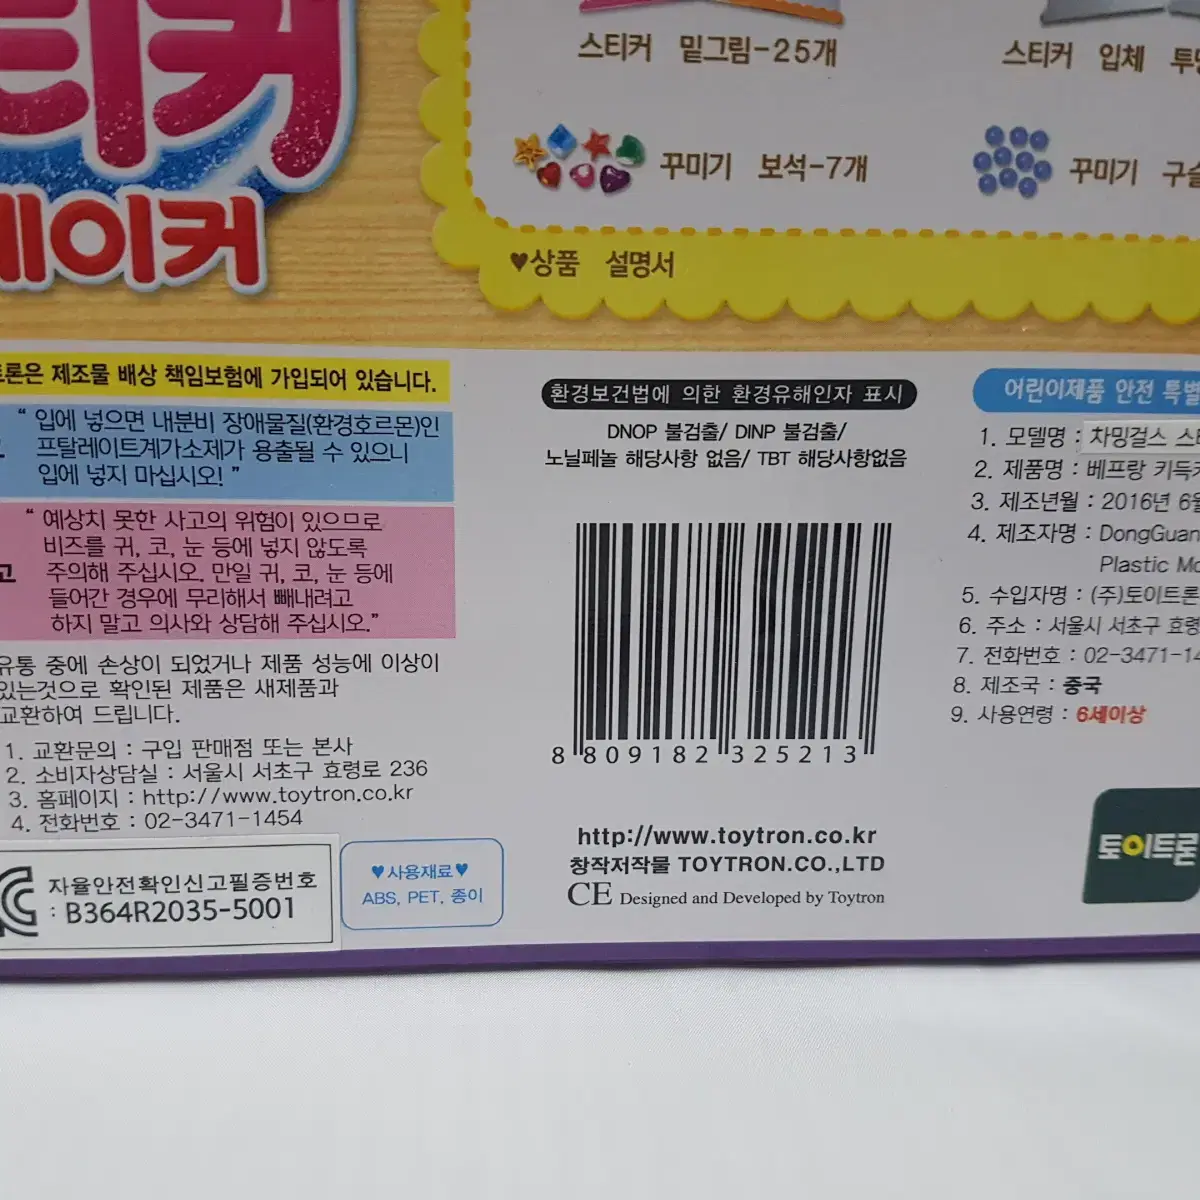 티커
메이커
스티커 밑그림-25개
스티커 입체
꾸미기 보석-7개
꾸미기
♥상품 설명서
제조물 배상 책임보험에 가입되어 있습니다.
“ 입에 넣으면 내분비 장애물질(환경호르몬)인
프탈레이트계가소제가 용출될 수 있으니
입에 넣지 마십시오! ”
“ 예상치 못한 사고의 위험이 있으므로
비즈를 귀, 코, 눈 등에 넣지 않도록
주의해 주십시오. 만일 귀, 코, 눈 등에
들어간 경우에 무리해서 빼내려고
하지 말고 의사와 상담해 주십시오.”
유통 중에 손상이 되었거나 제품 성능에 이상이
있는것으로 확인된 제품은 새제품과
교환하여 드립니다.
1. 교환문의 : 구입 판매점 또는 본사
2. 소비자상담실 : 서울시 서초구 효령로 236
3. 홈페이지 : http://www.toytron.co.kr
4. 전화번호 : 02-3471-1454
자율안전확인신고필증번호
: B364R2035-5001
♥사용재료♥
ABS, PET, 종이
환경보건법에 의한 환경유해인자 표시
DNOP 불검출/ DINP 불검출/
노닐페놀 해당사항 없음/ TBT 해당사항없음
8 809182 325213
http://www.toytron.co.kr
창작저작물 TOYTRON.CO.,LTD
CE Designed and Developed by Toytron
어린이제품 안전 특별
1. 모델명 : 차밍걸스
2. 제품명 : 베프랑 키득
3. 제조년월 : 2016년 6
4. 제조자명 : DongGuan
Plastic
5. 수입자명 : (주)토이트론
6. 주소 : 서울시 서초구 효령
7. 전화번호 : 02-3471-14
8. 제조국 : 중국
9. 사용연령 : 6세이상
토이트론